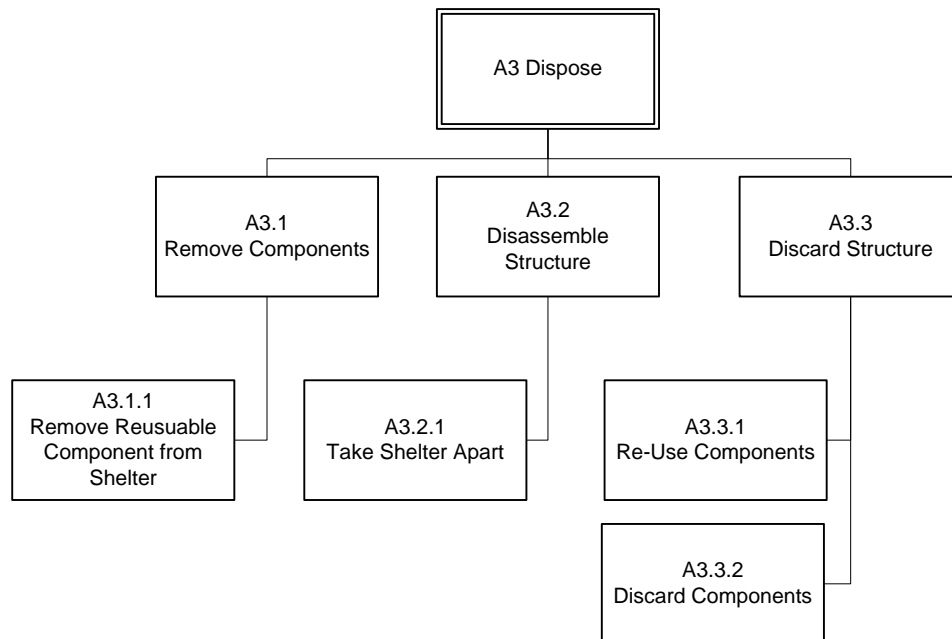 A3 Dispose
A3.1
Remove Components
A3.2
Disassemble
Structure
A3.3
Discard Structure
A3.1.1
Remove Reusuable
Component from
Shelter
A3.2.1
Take Shelter Apart
A3.3.1
Re-Use Components
A3.3.2
Discard Components